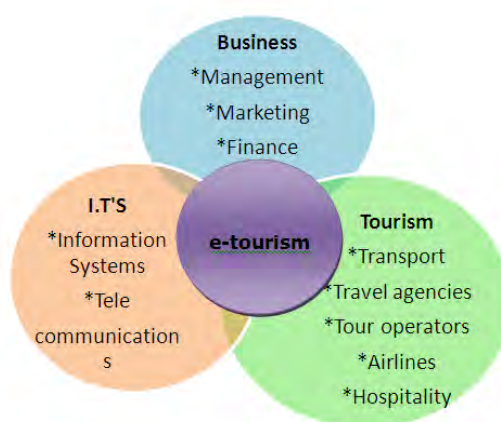 Business
*Management
*Marketing
*Finance
I.T'S
*Information
Systems
*Tele
communication
s
e-tourism
Tourism
*Transport
*Travel agencies
*Tour operators
*Airlines
*Hospitality